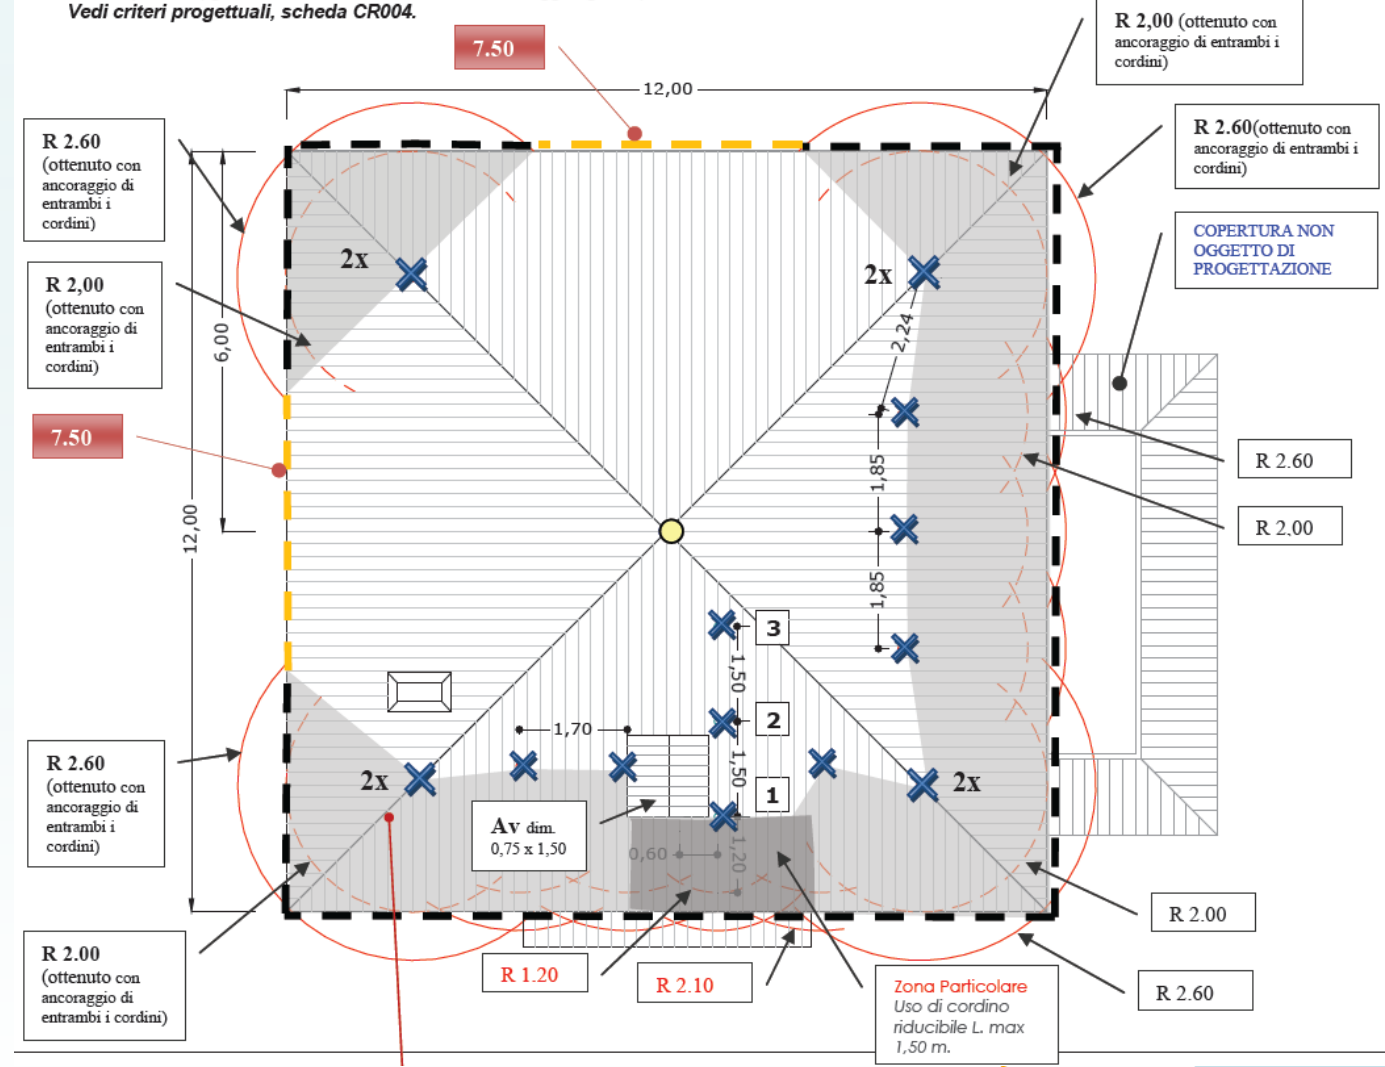 Vedi criteri progettuali, scheda CR004.
7.50
R 2,00 (ottenuto con
ancoraggio di entrambi i
cordini)
12,00
R 2.60
(ottenuto con
ancoraggio di
entrambi i
cordini)
R 2.60(ottenuto con
ancoraggio di entrambi i
cordini)
COPERTURA NON
OGGETTO DI
PROGETTAZIONE
2x
2x
R 2,00
(ottenuto con
ancoraggio di
entrambi i
cordini)
6,00
2,24
7.50
R 2.60
1,85
12,00
R 2,00
1,85
3
1,50
2
1,70
1,50
R 2.60
(ottenuto con
ancoraggio di
entrambi i
cordini)
2x
2x
1
Av dim.
0,75 x 1,50
0,60
1,20
R 2.00
R 2.00
(ottenuto con
ancoraggio di
entrambi i cordini)
R 1.20
R 2.10
Zona Particolare
Uso di cordino
riducibile L. max
1,50 m.
R 2.60